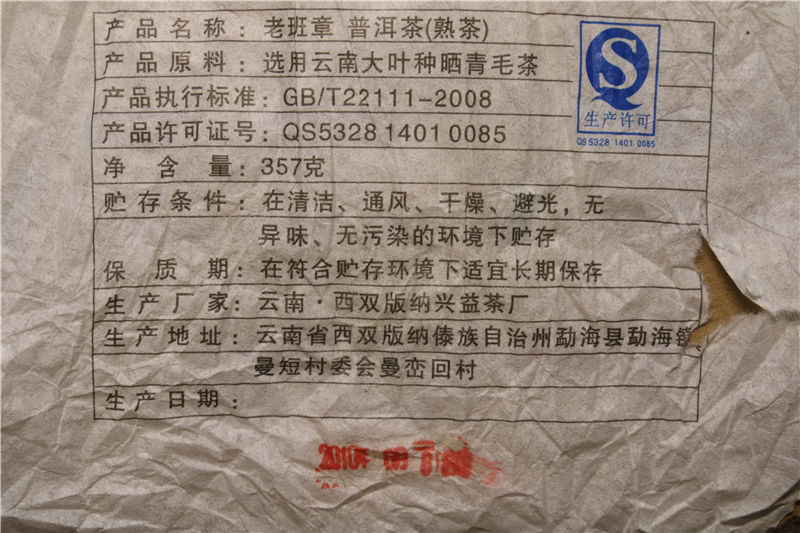 产品名称：老班章 普洱茶(熟茶)
产品原料：选用云南大叶种晒青毛茶
产品执行标准：GB/T22111-2008
产品许可证号：QS5328 1401 0085
净含量：357克
贮存条件：在清洁、通风、干燥、避光，无
异味、无污染的环境下贮存
保质期：在符合贮存环境下适宜长期保存
生产厂家：云南·西双版纳兴益茶厂
生产地址：云南省西双版纳傣族自治州勐海县勐海镇
曼短村委会曼峦回村
生产日期：
2010年
生产许可
QS5328 1401 0085